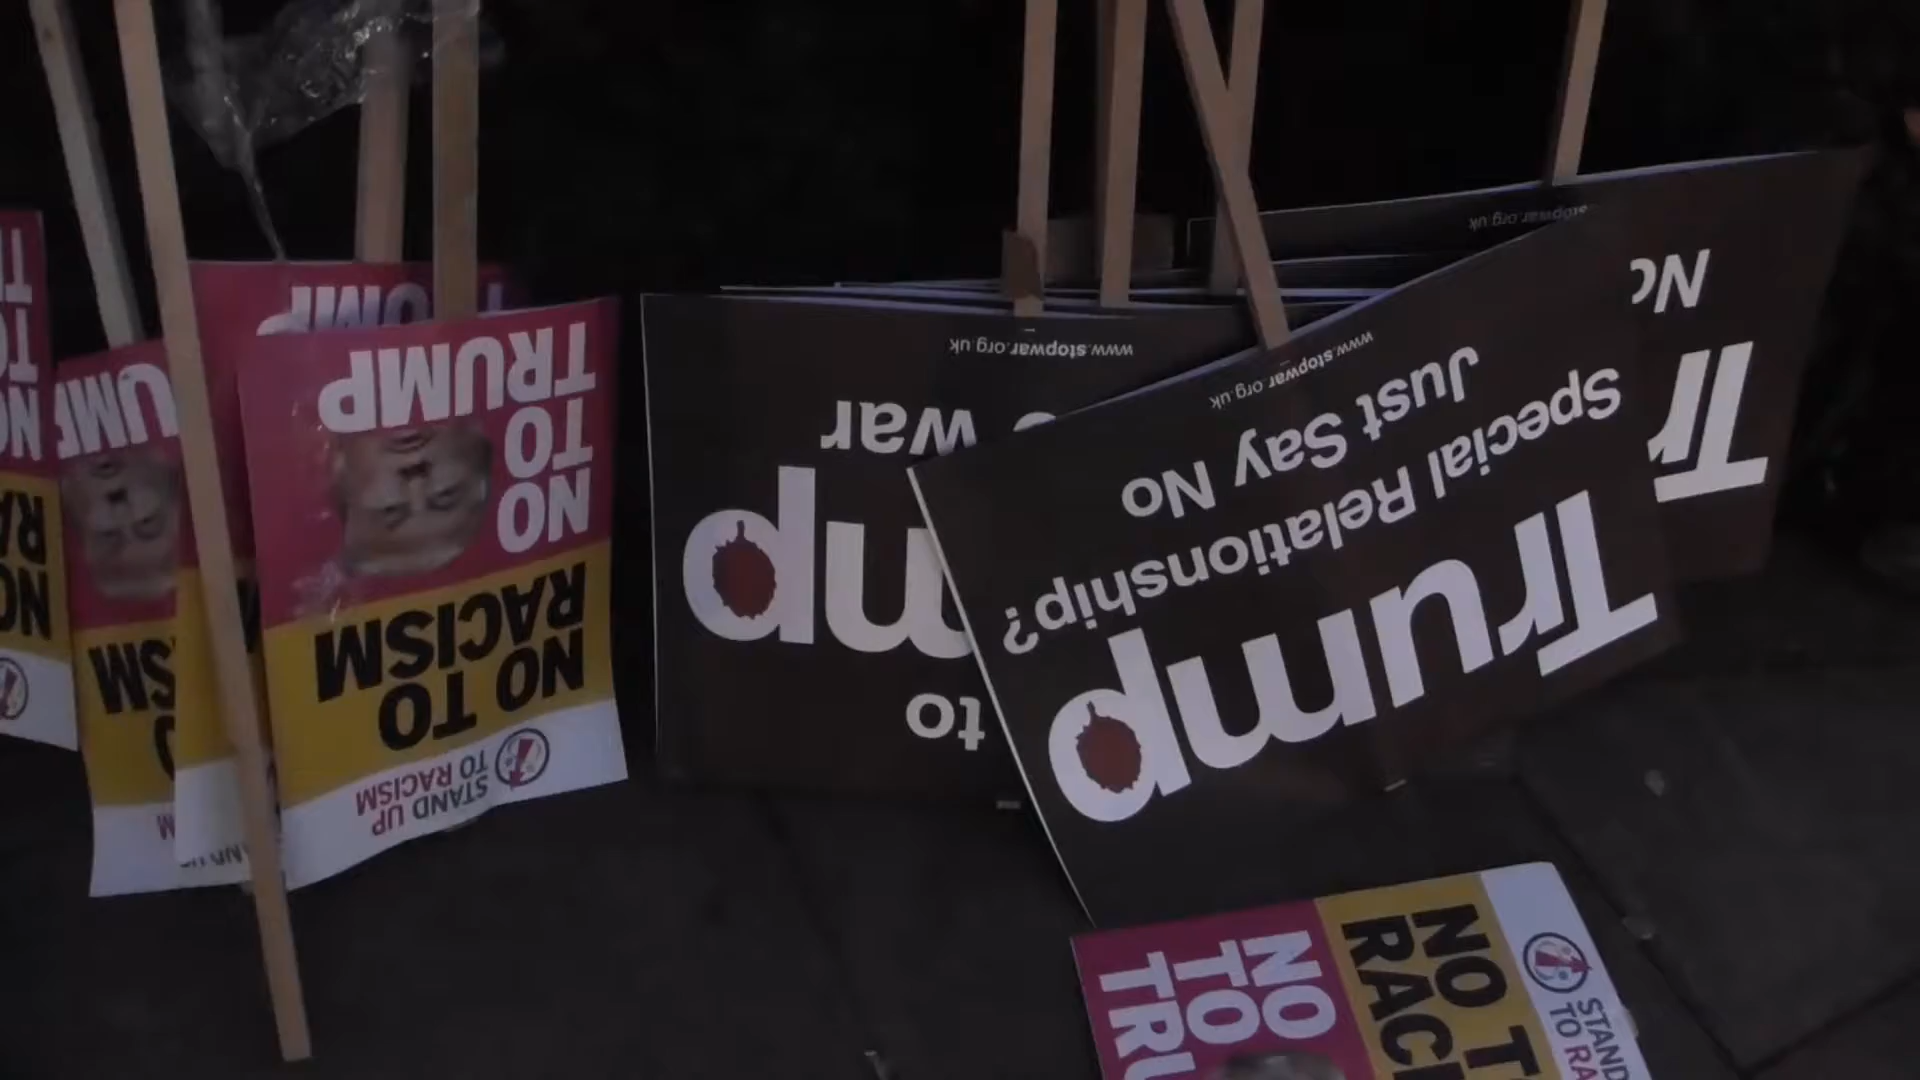 NO
TO
TRUMP
NO TO
RACISM
STAND UP
TO RACISM
TRUMP
to
war
www.stopwar.org.uk
Trump
Special Relationship?
Just Say No
www.stopwar.org.uk
Tr
No
stopwar.org.uk
NO
TO
NO T
RAC
STAND
TO RA